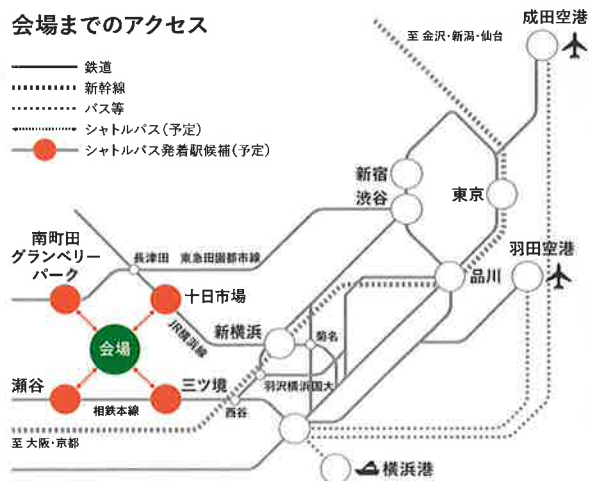 会場までのアクセス
鉄道
新幹線
バス等
シャトルバス(予定)
シャトルバス発着駅候補(予定)
至 金沢・新潟・仙台
成田空港
新宿
渋谷
東京
羽田空港
品川
南町田
グランベリー
パーク
長津田
東急田園都市線
十日市場
JR横浜線
新横浜
菊名
会場
羽沢横浜国大
瀬谷
三ツ境
相鉄本線
西谷
至 大阪・京都
横浜港